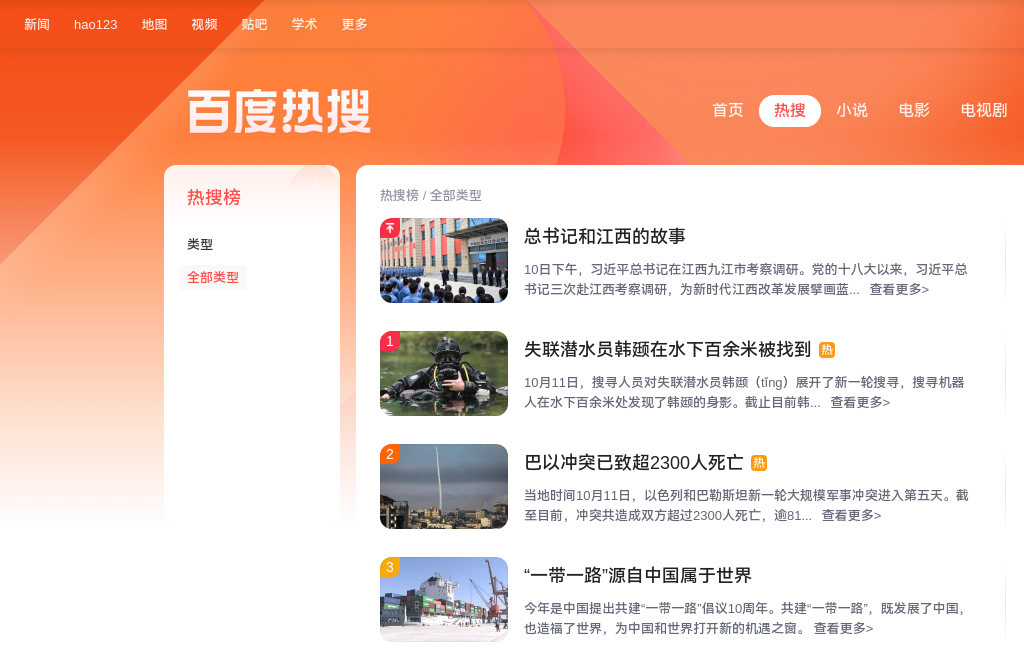 新闻 hao123 地图 视频 贴吧 学术 更多
百度热搜
首页 热搜 小说 电影 电视剧
热搜榜
类型
全部类型
热搜榜 / 全部类型
总书记和江西的故事
10日下午，习近平总书记在江西九江市考察调研。党的十八大以来，习近平总
书记三次赴江西考察调研，为新时代江西改革发展擘画蓝... 查看更多>
1
失联潜水员韩颋在水下百余米被找到 热
10月11日，搜寻人员对失联潜水员韩颋（tǐng）展开了新一轮搜寻，搜寻机器
人在水下百余米处发现了韩颋的身影。截止目前韩... 查看更多>
2
巴以冲突已致超2300人死亡 热
当地时间10月11日，以色列和巴勒斯坦新一轮大规模军事冲突进入第五天。截
至目前，冲突共造成双方超过2300人死亡，逾81... 查看更多>
3
“一带一路”源自中国属于世界
今年是中国提出共建“一带一路”倡议10周年。共建“一带一路”，既发展了中国，
也造福了世界，为中国和世界打开新的机遇之窗。 查看更多>